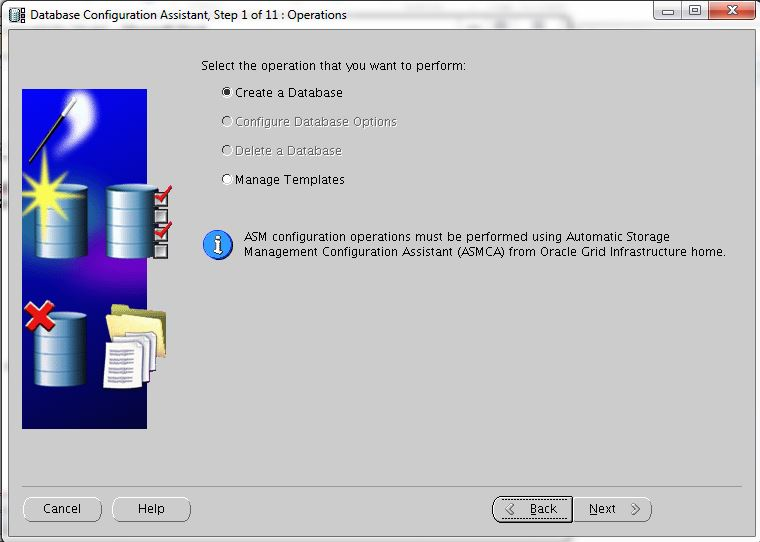 Database Configuration Assistant, Step 1 of 11 : Operations
Select the operation that you want to perform:
Create a Database
Configure Database Options
Delete a Database
Manage Templates
ASM configuration operations must be performed using Automatic Storage
Management Configuration Assistant (ASMCA) from Oracle Grid Infrastructure home.
Cancel
Help
Back
Next